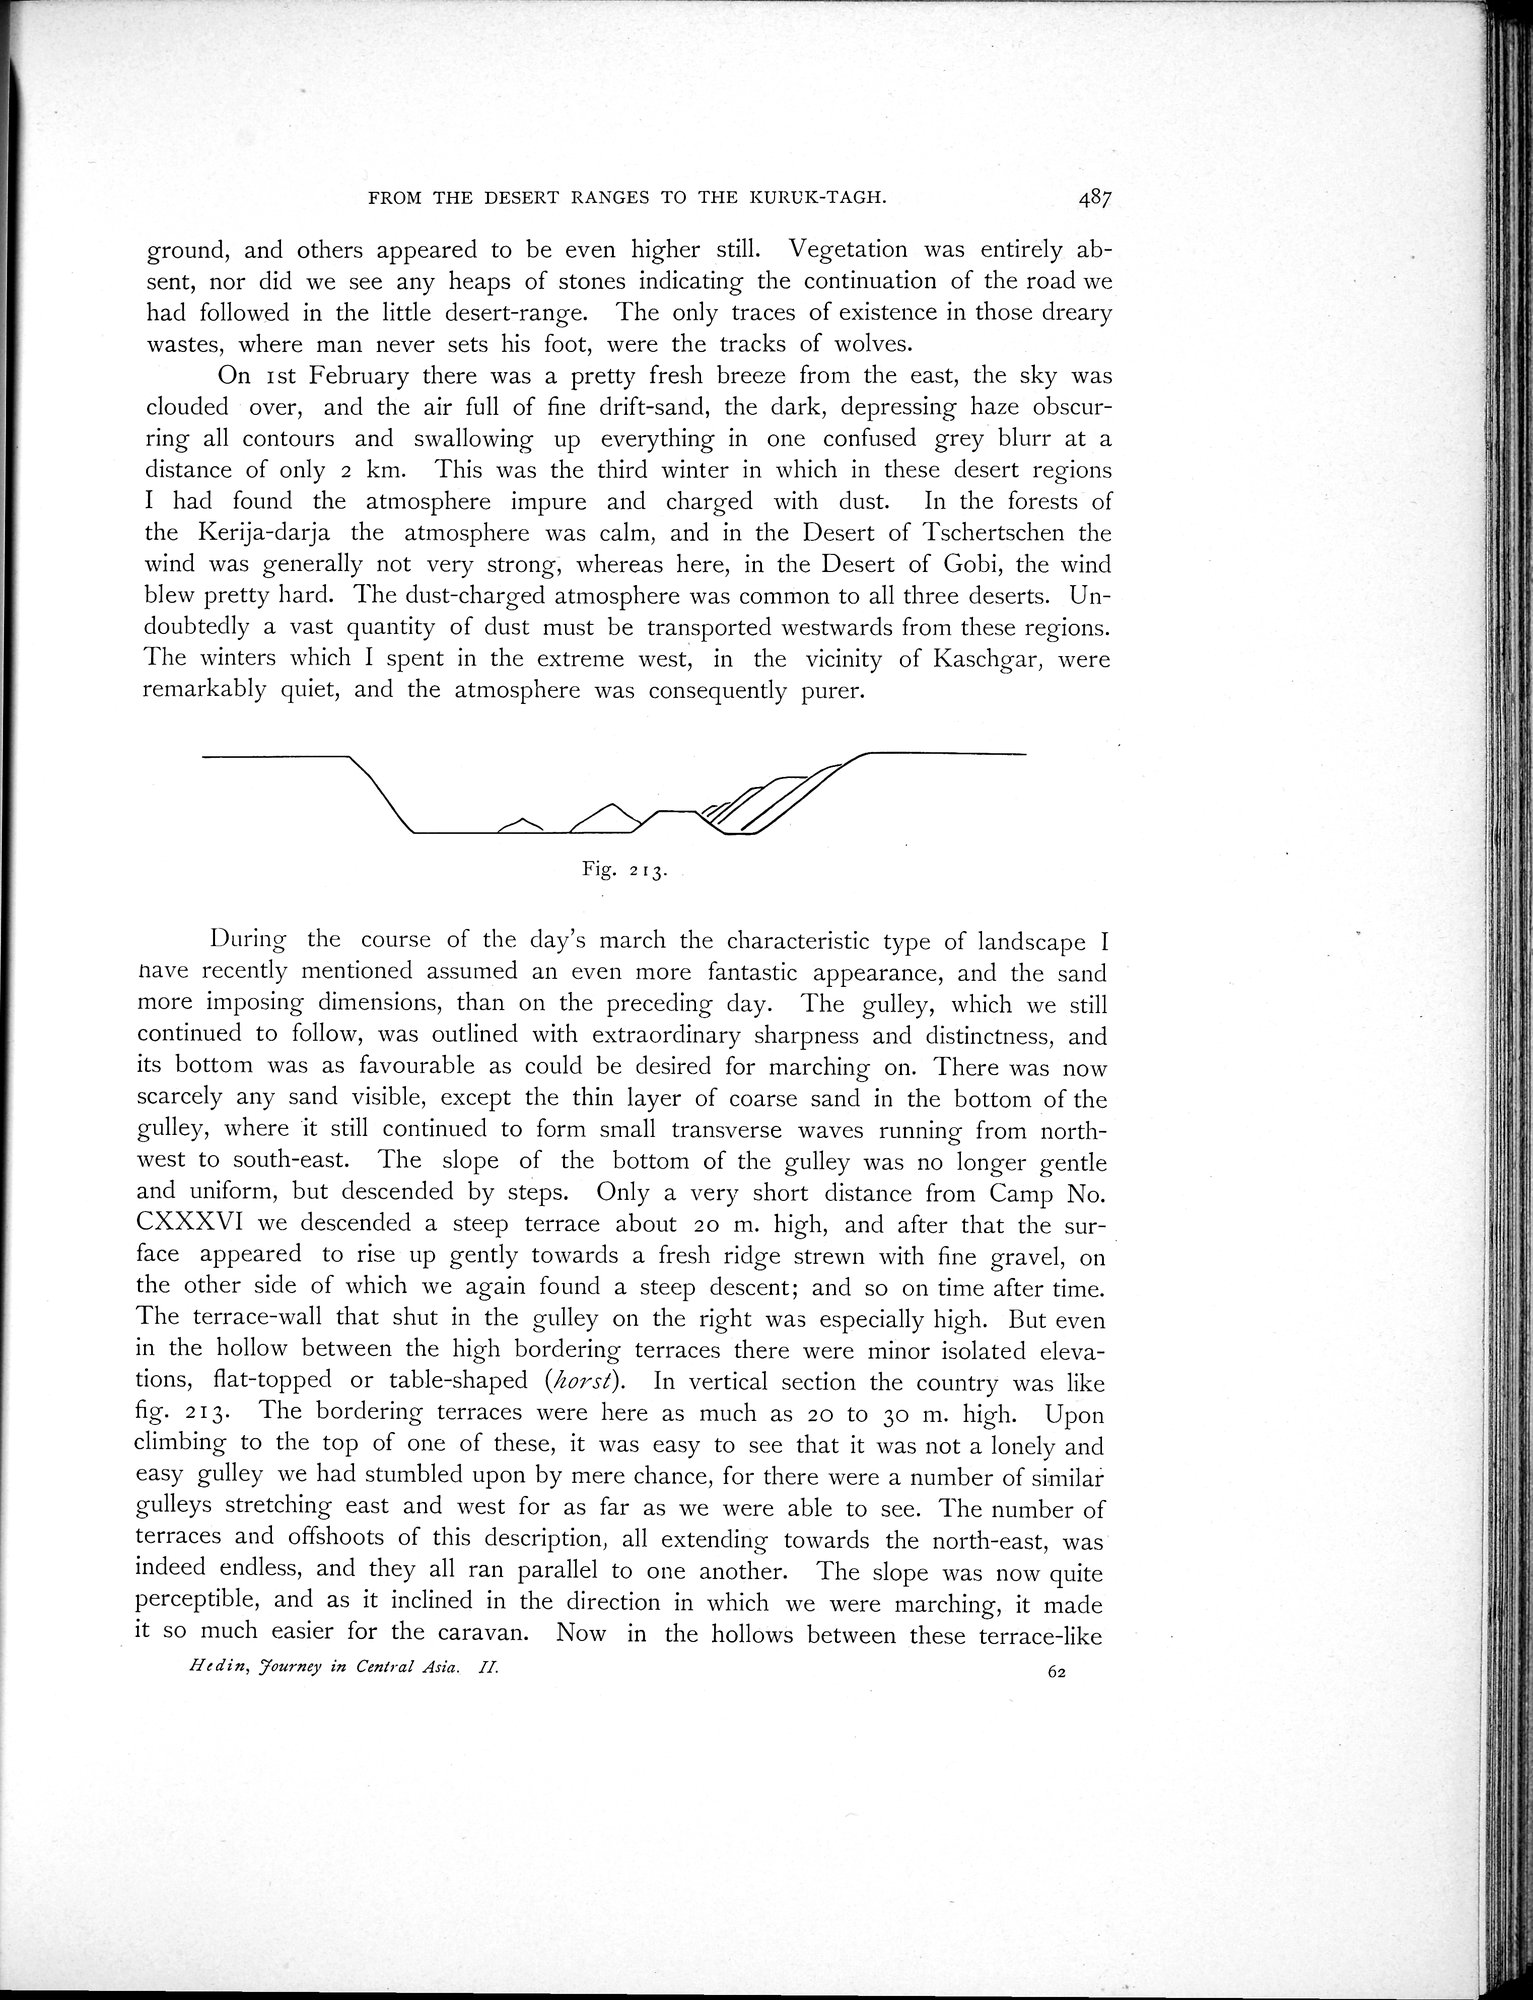 FROM THE DESERT RANGES TO THE KURUK-TAGH. 487
ground, and others appeared to be even higher still. Vegetation was entirely ab-
sent, nor did we see any heaps of stones indicating the continuation of the road we
had followed in the little desert-range. The only traces of existence in those dreary
wastes, where man never sets his foot, were the tracks of wolves.
On 1st February there was a pretty fresh breeze from the east, the sky was
clouded over, and the air full of fine drift-sand, the dark, depressing haze obscur-
ring all contours and swallowing up everything in one confused grey blurr at a
distance of only 2 km. This was the third winter in which in these desert regions
I had found the atmosphere impure and charged with dust. In the forests of
the Kerija-darja the atmosphere was calm, and in the Desert of Tschertschen the
wind was generally not very strong, whereas here, in the Desert of Gobi, the wind
blew pretty hard. The dust-charged atmosphere was common to all three deserts. Un-
doubtedly a vast quantity of dust must be transported westwards from these regions.
The winters which I spent in the extreme west, in the vicinity of Kaschgar, were
remarkably quiet, and the atmosphere was consequently purer.
Fig. 213.
During the course of the day's march the characteristic type of landscape I
have recently mentioned assumed an even more fantastic appearance, and the sand
more imposing dimensions, than on the preceding day. The gulley, which we still
continued to follow, was outlined with extraordinary sharpness and distinctness, and
its bottom was as favourable as could be desired for marching on. There was now
scarcely any sand visible, except the thin layer of coarse sand in the bottom of the
gulley, where it still continued to form small transverse waves running from north-
west to south-east. The slope of the bottom of the gulley was no longer gentle
and uniform, but descended by steps. Only a very short distance from Camp No.
CXXXVI we descended a steep terrace about 20 m. high, and after that the sur-
face appeared to rise up gently towards a fresh ridge strewn with fine gravel, on
the other side of which we again found a steep descent; and so on time after time.
The terrace-wall that shut in the gulley on the right was especially high. But even
in the hollow between the high bordering terraces there were minor isolated eleva-
tions, flat-topped or table-shaped (horst). In vertical section the country was like
fig. 213. The bordering terraces were here as much as 20 to 30 m. high. Upon
climbing to the top of one of these, it was easy to see that it was not a lonely and
easy gulley we had stumbled upon by mere chance, for there were a number of similar
gulleys stretching east and west for as far as we were able to see. The number of
terraces and offshoots of this description, all extending towards the north-east, was
indeed endless, and they all ran parallel to one another. The slope was now quite
perceptible, and as it inclined in the direction in which we were marching, it made
it so much easier for the caravan. Now in the hollows between these terrace-like
Hedin, Journey in Central Asia. II. 62